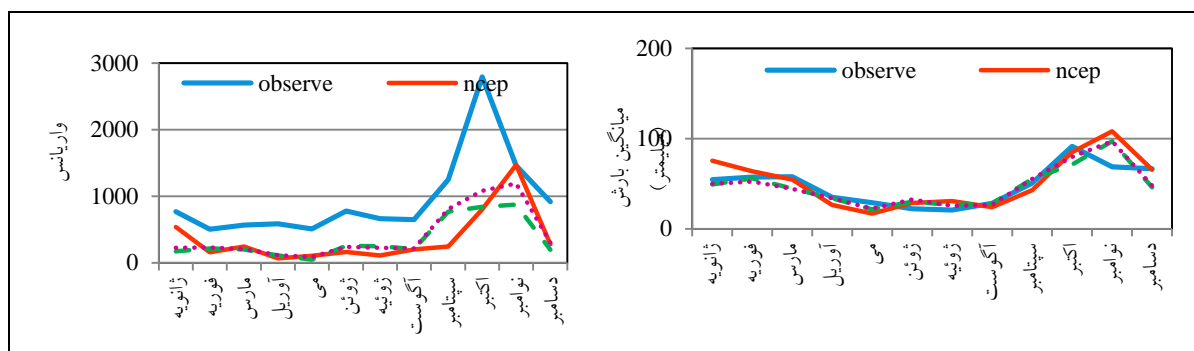 3000
2000
1000
0
واریانس
observe
ncep
ژانویه
فوریه
مارس
آوریل
می
ژوئن
ژوئیه
آگوست
سپتامبر
اکتبر
نوامبر
دسامبر
200
100
0
میانگین بارش
observe
ncep
ژانویه
فوریه
مارس
آوریل
می
ژوئن
ژوئیه
آگوست
سپتامبر
اکتبر
نوامبر
دسامبر